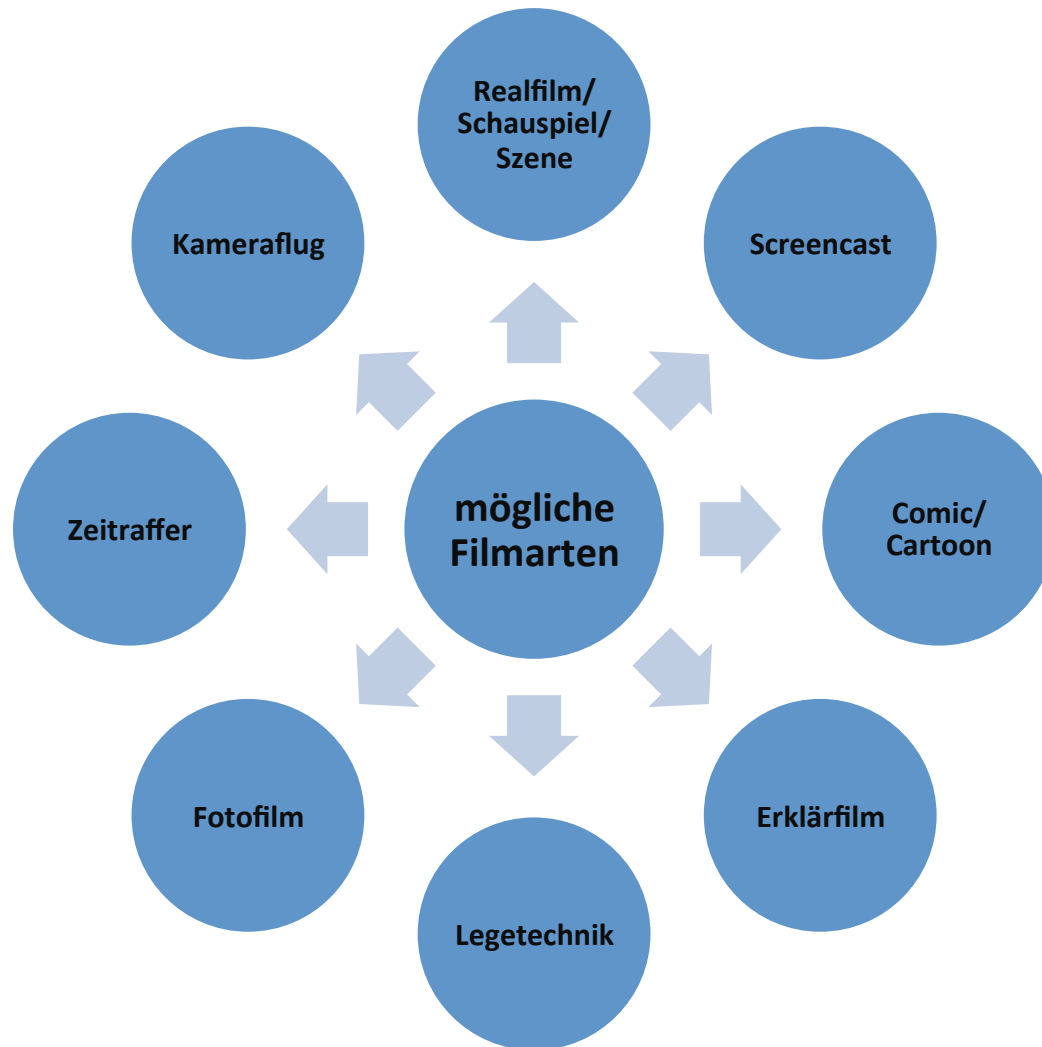 Realfilm/
Schauspiel/
Szene
Kameraflug
Screencast
Zeitraffer
mögliche
Filmarten
Comic/
Cartoon
Fotofilm
Erklärfilm
Legetechnik